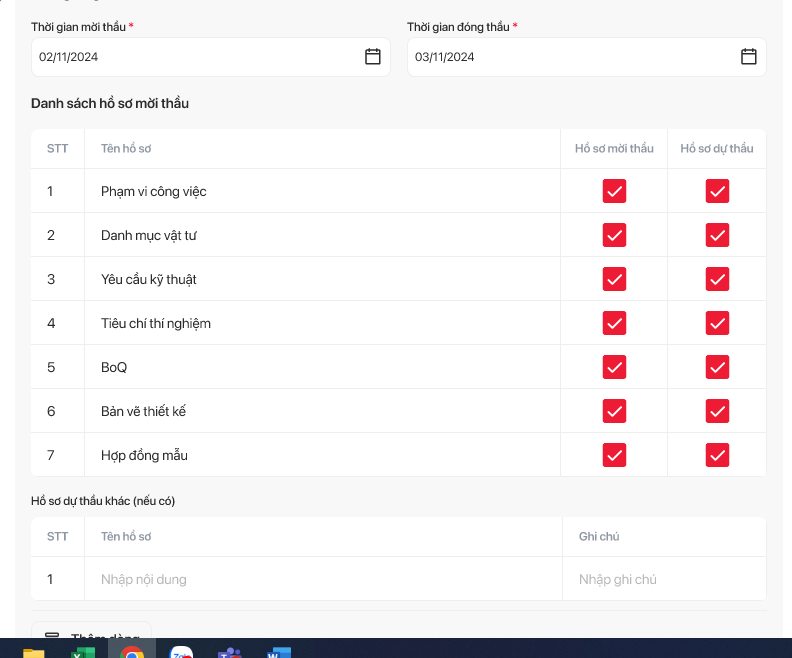 Thời gian mời thầu * Thời gian đóng thầu *
02/11/2024 03/11/2024
Danh sách hồ sơ mời thầu
STT Tên hồ sơ Hồ sơ mời thầu Hồ sơ dự thầu
1 Phạm vi công việc
2 Danh mục vật tư
3 Yêu cầu kỹ thuật
4 Tiêu chí thí nghiệm
5 BoQ
6 Bản vẽ thiết kế
7 Hợp đồng mẫu
Hồ sơ dự thầu khác (nếu có)
STT Tên hồ sơ Ghi chú
1 Nhập nội dung Nhập ghi chú
Thêm dòng